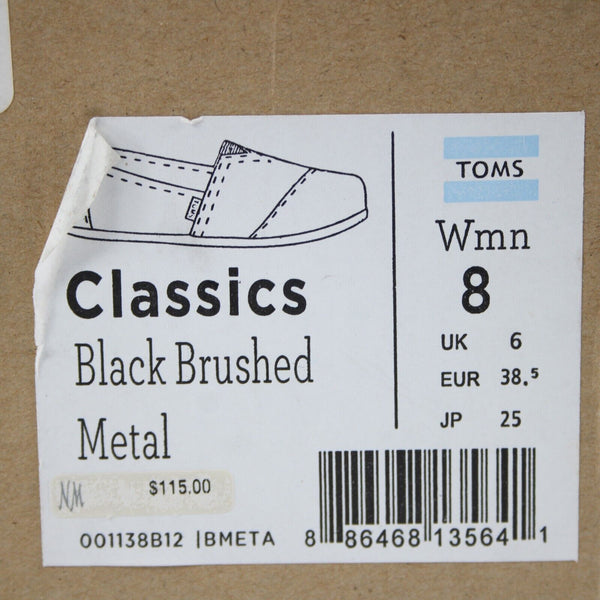 TOMS
Classics
Black Brushed
Metal
NM $115.00
001138B12 |BMETA
TOMS
Wmn
8
UK 6
EUR 38.5
JP 25
8 86468 13564 1